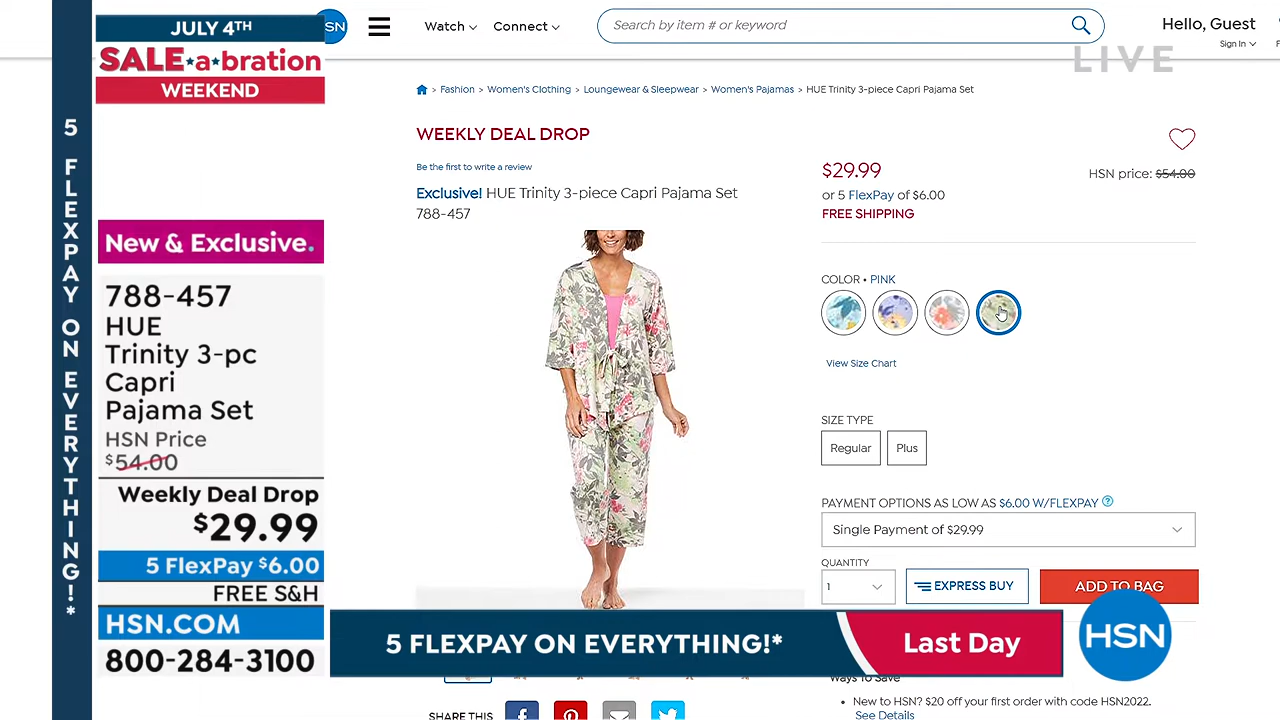 JULY 4TH
SALE★a★bration
WEEKEND
5 FLEXPAY ON EVERYTHING!*
New & Exclusive.
788-457
HUE
Trinity 3-pc
Capri
Pajama Set
HSN Price
$54.00
Weekly Deal Drop
$29.99
5 FlexPay $6.00
FREE S&H
HSN.COM
800-284-3100
SN
Watch
Connect
Search by item # or keyword
Hello, Guest
Sign In
LIVE
Fashion > Women's Clothing > Loungewear & Sleepwear > Women's Pajamas > HUE Trinity 3-piece Capri Pajama Set
WEEKLY DEAL DROP
Be the first to write a review
Exclusive! HUE Trinity 3-piece Capri Pajama Set
788-457
$29.99
HSN price: $54.00
or 5 FlexPay of $6.00
FREE SHIPPING
COLOR • PINK
View Size Chart
SIZE TYPE
Regular
Plus
PAYMENT OPTIONS AS LOW AS $6.00 W/FLEXPAY ?
Single Payment of $29.99
QUANTITY
1
EXPRESS BUY
ADD TO BAG
5 FLEXPAY ON EVERYTHING!*
Last Day
HSN
Ways To Save
• New to HSN? $20 off your first order with code HSN2022.
See Details
SHARE THIS